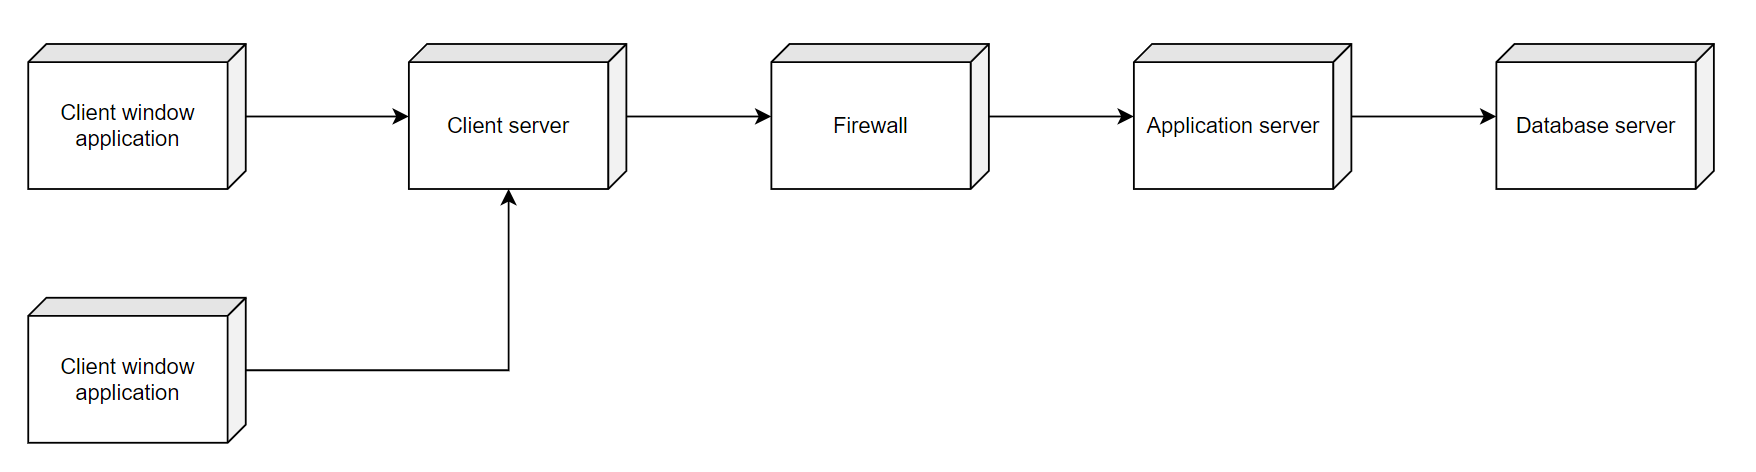 Client window
application
Client server
Firewall
Application server
Database server
Client window
application